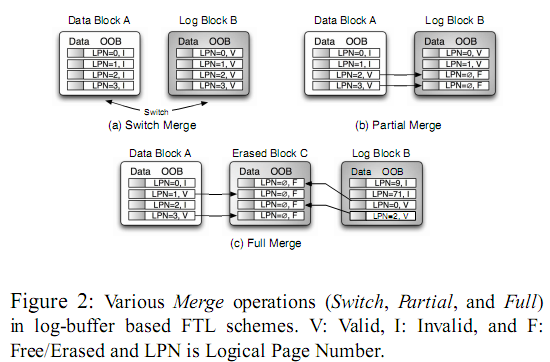 Data Block A
Log Block B
Data OOB
LPN=0, I
LPN=1, I
LPN=2, I
LPN=3, I
Data OOB
LPN=0, V
LPN=1, V
LPN=2, V
LPN=3, V
Switch
(a) Switch Merge
Data Block A
Log Block B
Data OOB
LPN=0, I
LPN=1, I
LPN=2, V
LPN=3, V
Data OOB
LPN=0, V
LPN=1, V
LPN=ø, F
LPN=ø, F
(b) Partial Merge
Data Block A
Erased Block C
Log Block B
Data OOB
LPN=0, I
LPN=1, V
LPN=2, I
LPN=3, V
Data OOB
LPN=ø, F
LPN=ø, F
LPN=ø, F
LPN=ø, F
Data OOB
LPN=9, I
LPN=71, I
LPN=0, V
LPN=2, V
(c) Full Merge
Figure 2: Various Merge operations (Switch, Partial, and Full)
in log-buffer based FTL schemes. V: Valid, I: Invalid, and F:
Free/Erased and LPN is Logical Page Number.